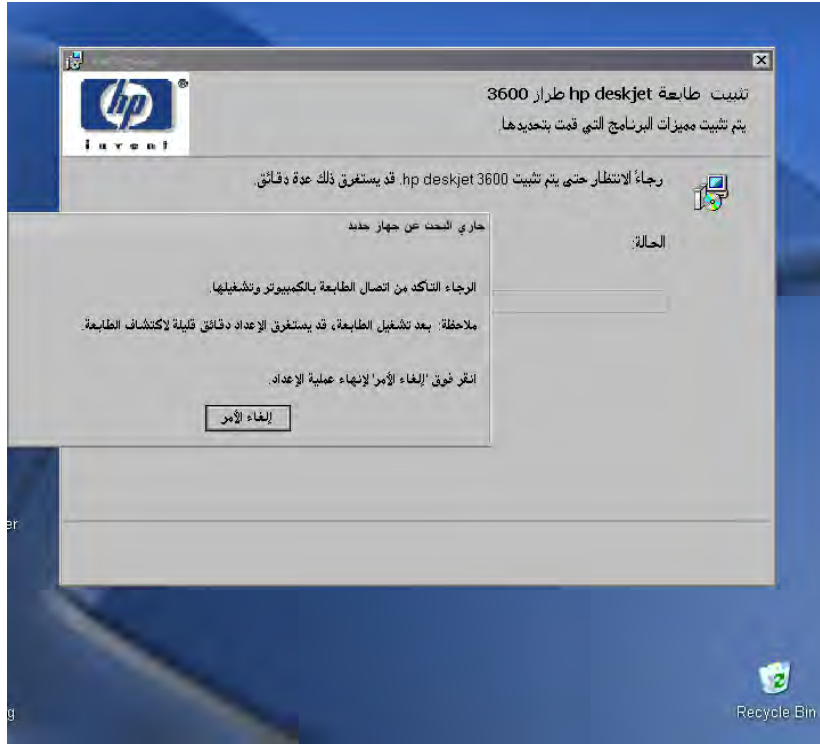 hp
®
invent
تثبيت طابعة hp deskjet طراز 3600
يتم تثبيت مميزات البرنامج التي قمت بتحديدها.
رجاءً الانتظار حتى يتم تثبيت hp deskjet 3600. قد يستغرق ذلك عدة دقائق.
الحالة:
جاري البحث عن جهاز جديد
الرجاء التأكد من اتصال الطابعة بالكمبيوتر وتشغيلها.
ملاحظة: بعد تشغيل الطابعة، قد يستغرق الإعداد دقائق قليلة لاكتشاف الطابعة.
انقر فوق 'إلغاء الأمر' لإنهاء عملية الإعداد.
إلغاء الأمر
er
g
Recycle Bin